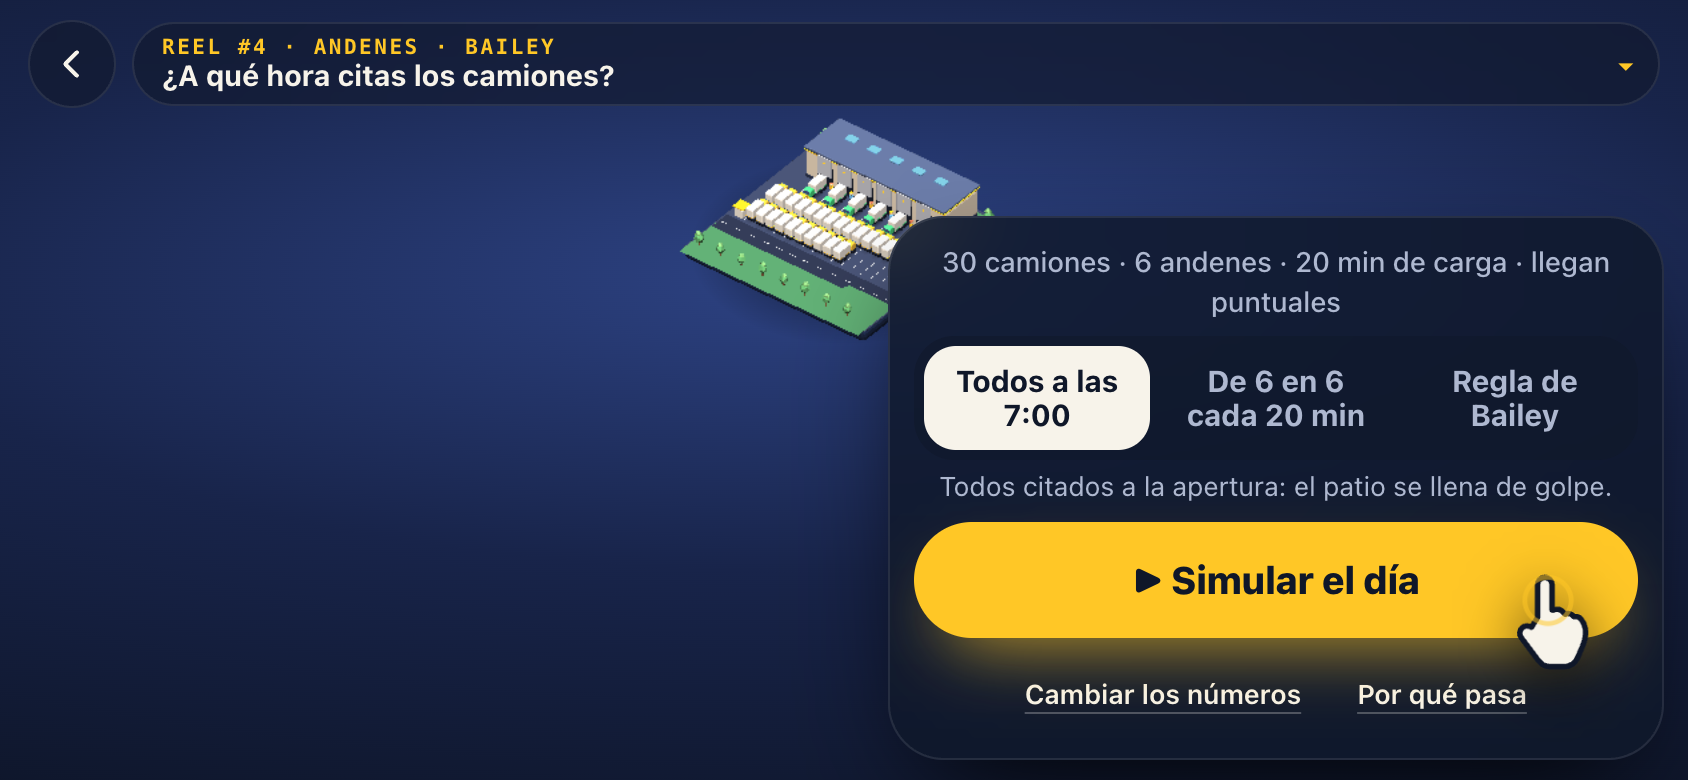 REEL #4 · ANDENES · BAILEY
¿A qué hora citas los camiones?
30 camiones · 6 andenes · 20 min de carga · llegan
puntuales
Todos a las
7:00
De 6 en 6
cada 20 min
Regla de
Bailey
Todos citados a la apertura: el patio se llena de golpe.
Simular el día
Cambiar los números
Por qué pasa